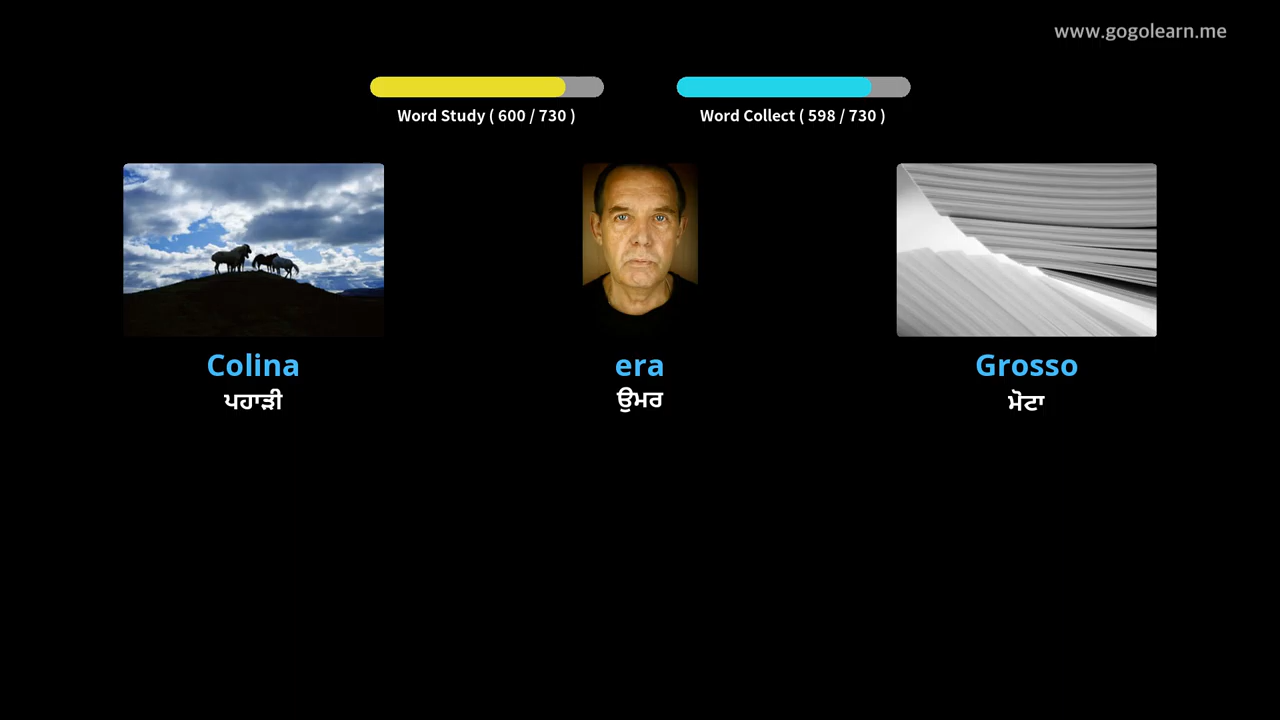 www.gogolearn.me
Word Study ( 600 / 730 )
Word Collect ( 598 / 730 )
Colina
era
Grosso
ਪਹਾੜੀ
ਉਮਰ
ਮੋਟਾ